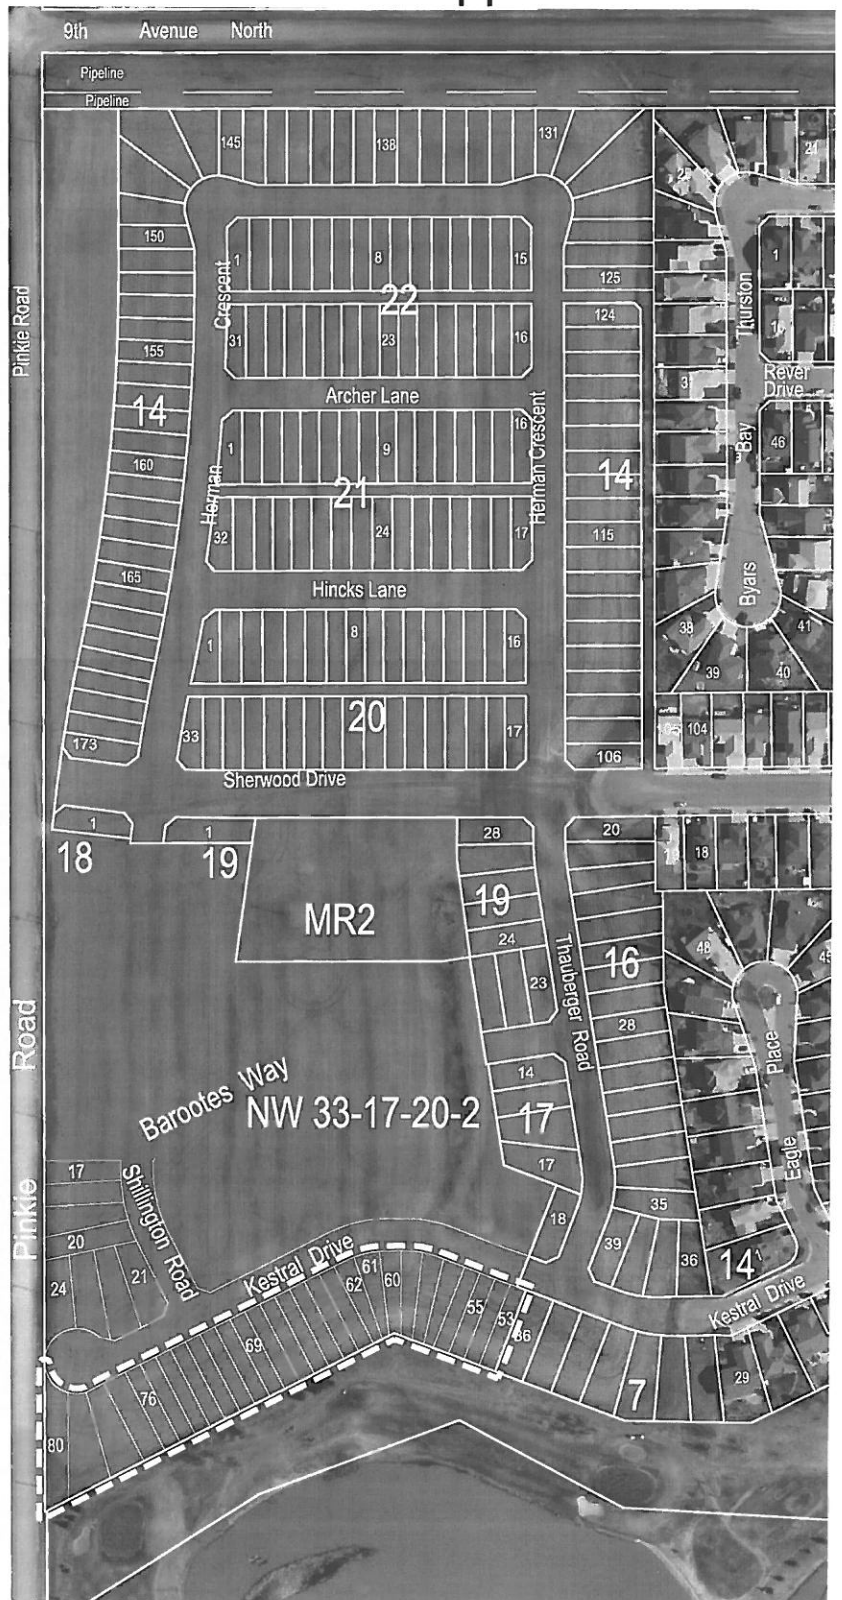 9th Avenue North
Pipeline
Pipeline
145 138 131
25 21
150 1 8 15 125 1
Crescent
22
124
Thurston
Pinkie Road
155 31 23 16
Rever
Drive
Archer Lane
14
1 9 16
Herman Crescent
46
Bay
160
Herman
21
14
32 24 17 115
165
Hincks Lane
Byars
1 8 16
38 41
39 40
173 33
20
17 106
105 104
Sherwood Drive
1 1 28 20 18
18 19
MR2
19
24
23
16
48 45
Thauberger Road
28
Pinkie Road
Place
Barootes Way
NW 33-17-20-2
14
17
17
Eagle
17
Shillington Road
20
24 21
18
35
39 36
14
Kestral Drive
Kestral Drive
62 61 60 55 53 36
69
76
80
7
29